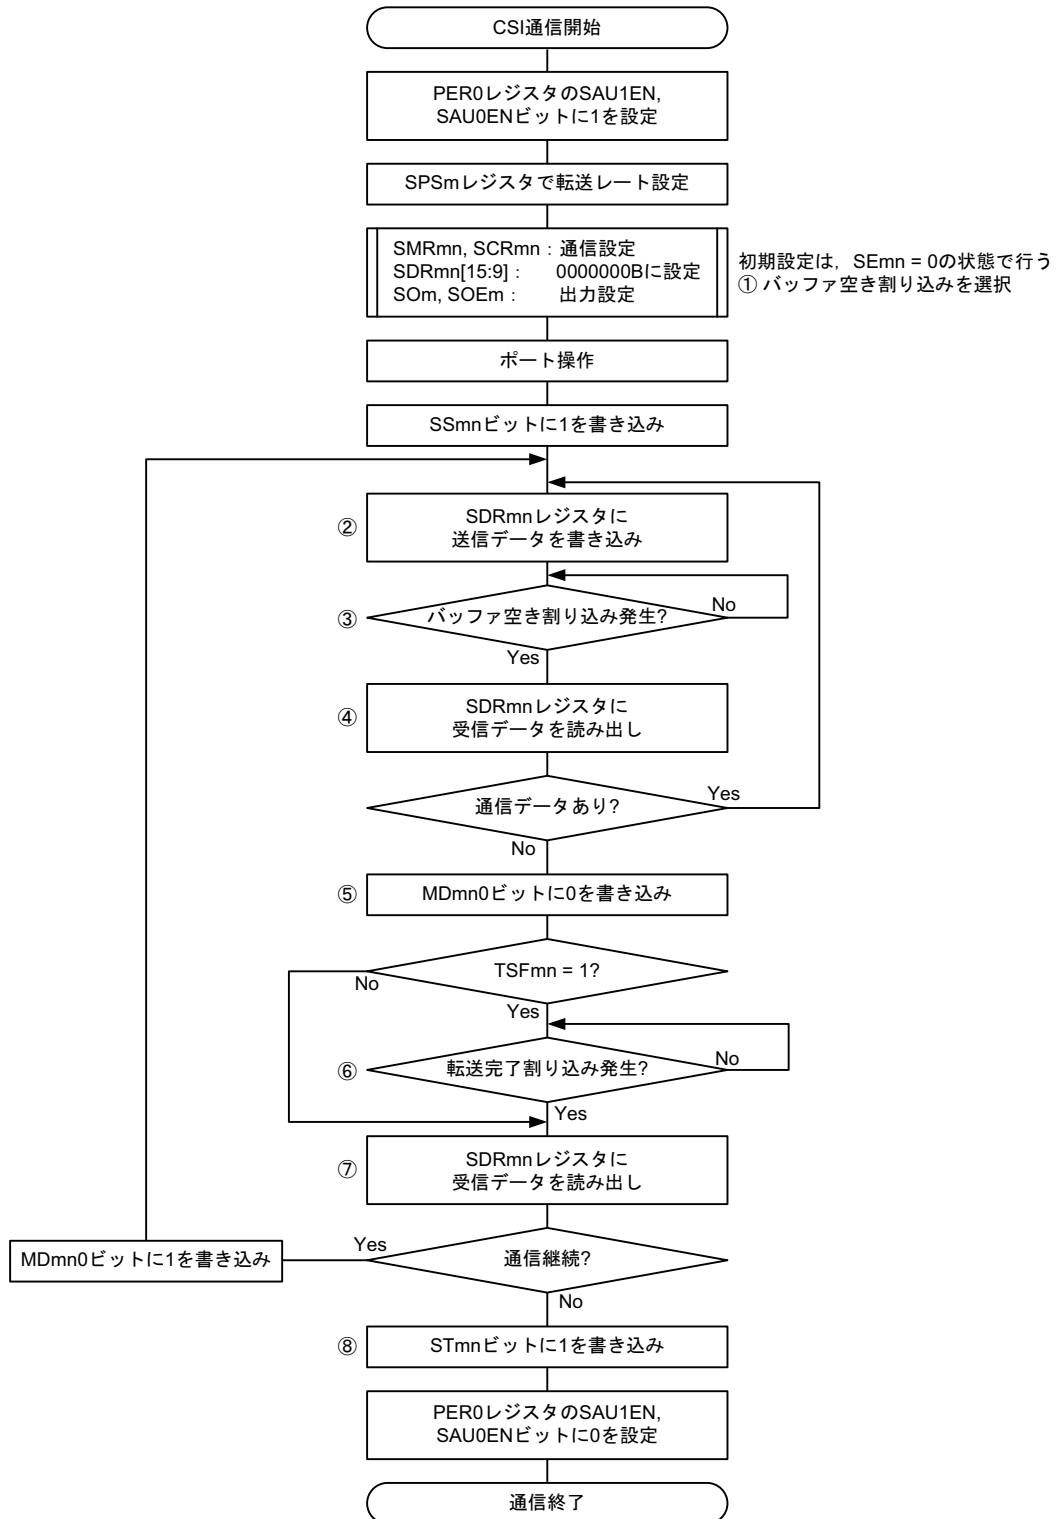 CSI通信開始
PER0レジスタのSAU1EN,
SAU0ENビットに1を設定
SPSmレジスタで転送レート設定
SMRmn, SCRmn : 通信設定
SDRmn[15:9] : 0000000Bに設定
SOm, SOEm : 出力設定
初期設定は, SEmn = 0の状態で行う
① バッファ空き割り込みを選択
ポート操作
SSmnビットに1を書き込み
②
SDRmnレジスタに
送信データを書き込み
③
バッファ空き割り込み発生?
No
Yes
④
SDRmnレジスタに
受信データを読み出し
通信データあり?
Yes
No
⑤
MDmn0ビットに0を書き込み
TSFmn = 1?
No
Yes
⑥
転送完了割り込み発生?
No
Yes
⑦
SDRmnレジスタに
受信データを読み出し
MDmn0ビットに1を書き込み
Yes
通信継続?
No
⑧
STmnビットに1を書き込み
PER0レジスタのSAU1EN,
SAU0ENビットに0を設定
通信終了